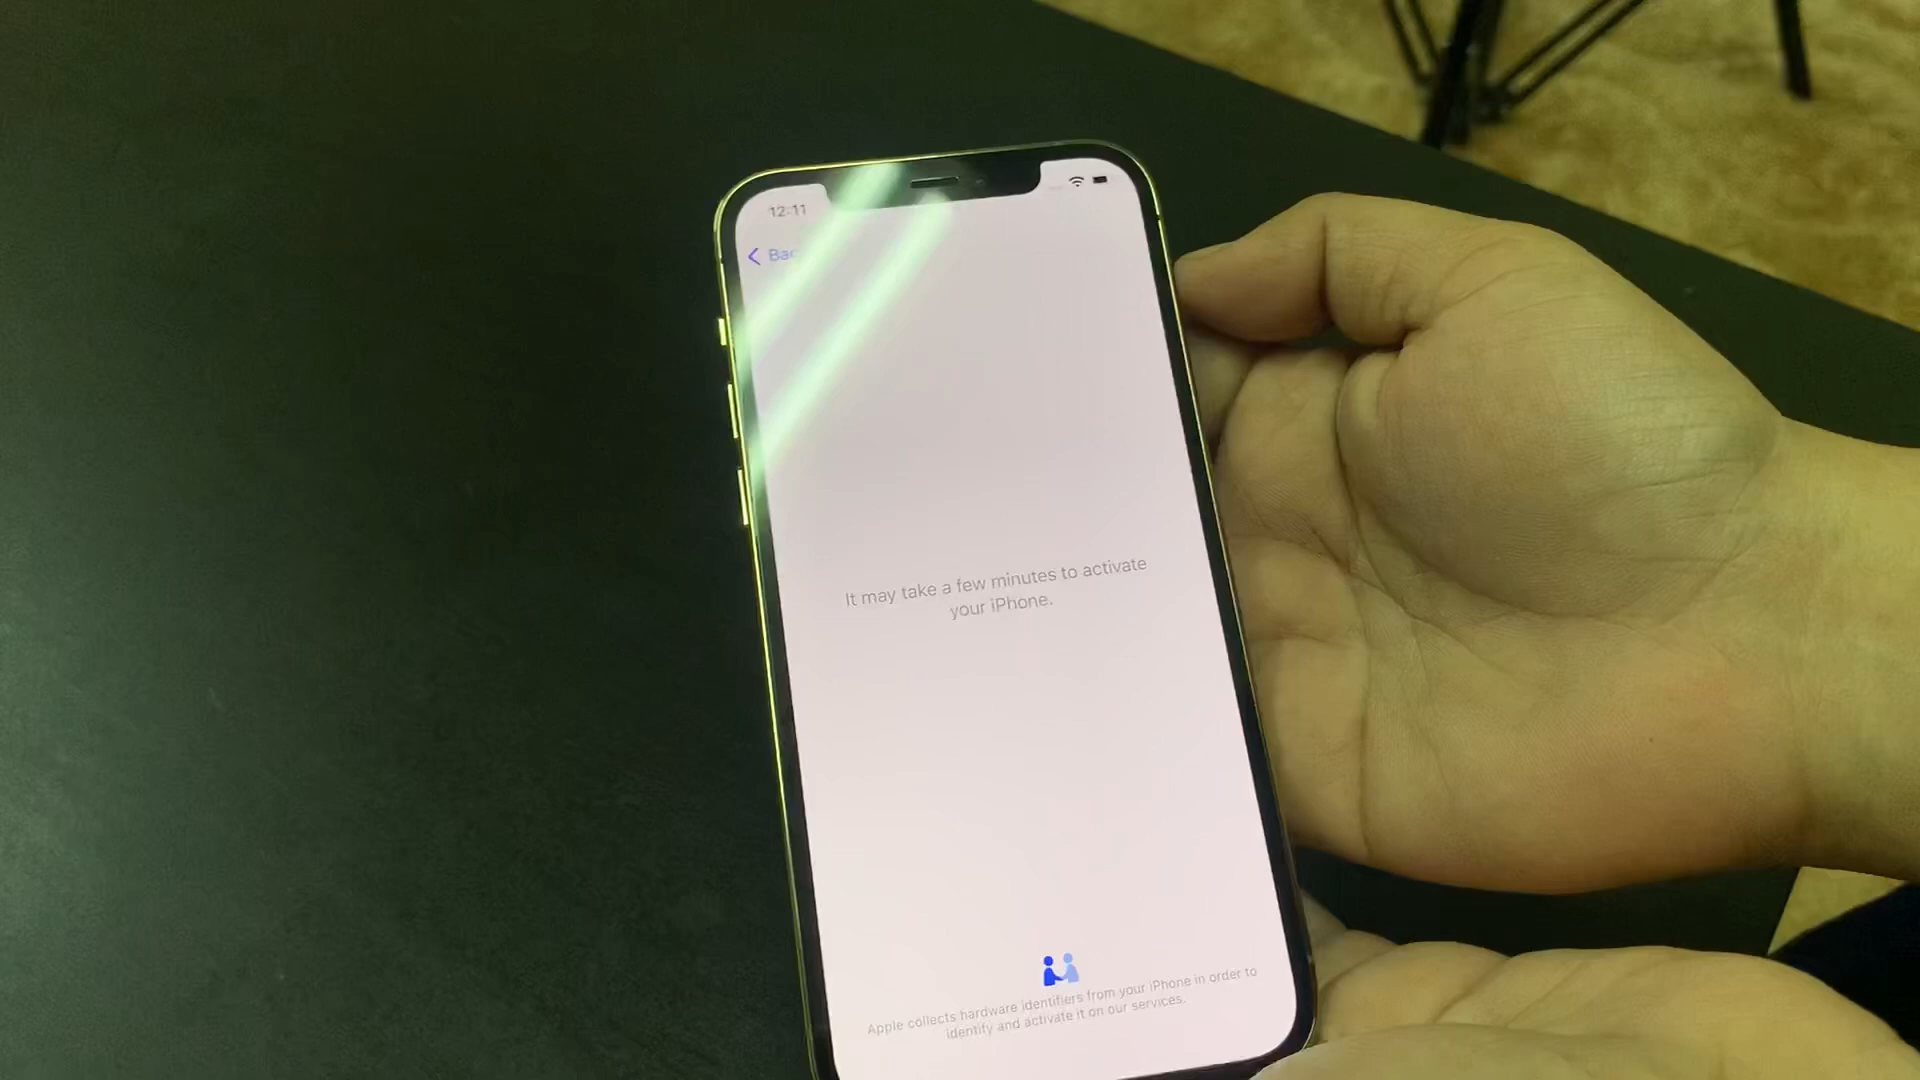 12:11
Bac
It may take a few minutes to activate
your iPhone.
Apple collects hardware identifiers from your iPhone in order to
identify and activate it on our services.